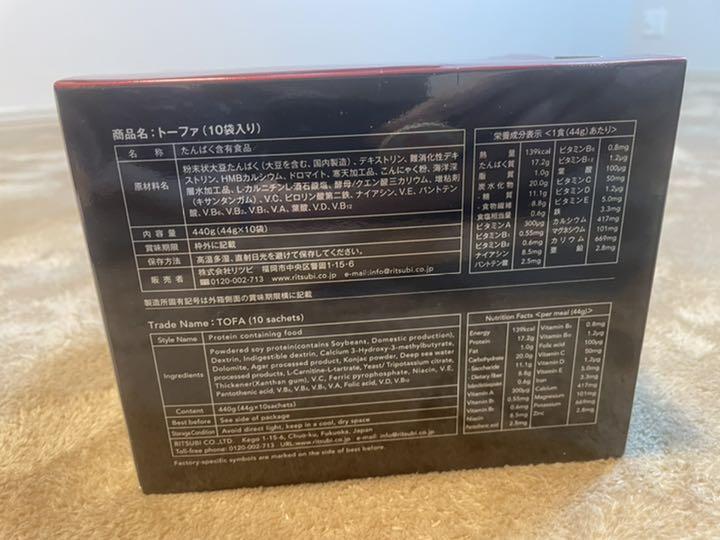 商品名:トーファ(10袋入り)
名 称 たんぱく含有食品
原材料名 粉末状大豆たんぱく(大豆を含む、国内製造)、デキストリン、難消化性デキ
ストリン、HMBカルシウム、ドロマイト、寒天加工品、こんにゃく粉、海洋深
層水加工品、L-カルニチンL-酒石酸塩、酵母/クエン酸三カリウム、増粘剤
(キサンタンガム)、V.C、ピロリン酸第二鉄、ナイアシン、V.E、パントテン
酸、V.B6、V.B2、V.B1、V.A、葉酸、V.D、V.B12
内 容 量 440g(44g×10袋)
賞味期限 枠外に記載
保存方法 高温多湿、直射日光を避けて保存してください。
販 売 者 株式会社リツビ 福岡市中央区警固1-15-6
0120-002-713 www.ritsubi.co.jp e-mail:info@ritsubi.co.jp
製造所固有記号は外箱側面の賞味期限横に記載
栄養成分表示 <1食(44g)あたり>
熱 量 139kcal ビタミンB6 0.8mg
たんぱく質 17.2g ビタミンB12 1.2μg
脂 質 1.0g 葉 酸 100μg
炭水化物 20.0g ビタミンC 50mg
-糖 質 11.1g ビタミンD 1.2μg
-食物繊維 8.8g ビタミンE 5.0mg
食塩相当量 0.6g 鉄 3.3mg
ビタミンA 300μg カルシウム 417mg
ビタミンB1 0.55mg マグネシウム 101mg
ビタミンB2 0.6mg カリウム 669mg
ナイアシン 8.5mg 亜 鉛 2.8mg
パントテン酸 2.5mg
Trade Name : TOFA (10 sachets)
Style Name Protein containing food
Ingredients Powdered soy protein(contains Soybeans, Domestic production),
Dextrin, Indigestible dextrin, Calcium 3-Hydroxy-3-methylbutyrate,
Dolomite, Agar processed product, Konjac powder, Deep sea water
processed products, L-Carnitine-L-tartrate, Yeast/ Tripotassium citrate,
Thickener(Xanthan gum), V.C, Ferric pyrophosphate, Niacin, V.E,
Pantothenic acid, V.B6, V.B2, V.B1, V.A, Folic acid, V.D, V.B12
Content 440g (44g×10sachets)
Best before See side of package
Storage Condition Avoid direct light, keep in a cool, dry space
RITSUBI CO.,LTD. Kego 1-15-6, Chuo-ku, Fukuoka, Japan
Toll-free phone: 0120-002-713 URL:www.ritsubi.co.jp e-mail: info@ritsubi.co.jp
Factory-specific symbols are marked on the side of best before.
Nutrition Facts <per meal (44g)>
Energy 139kcal Vitamin B6 0.8mg
Protein 17.2g Vitamin B12 1.2μg
Fat 1.0g Folic acid 100μg
Carbohydrate 20.0g Vitamin C 50mg
-Saccharide 11.1g Vitamin D 1.2μg
-Dietary fiber 8.8g Vitamin E 5.0mg
0.6g Iron 3.3mg
Vitamin A 300μg Calcium 417mg
Vitamin B1 0.55mg Magnesium 101mg
Vitamin B2 0.6mg Potassium 669mg
Niacin 8.5mg Zinc 2.8mg
Pantothenic acid 2.5mg